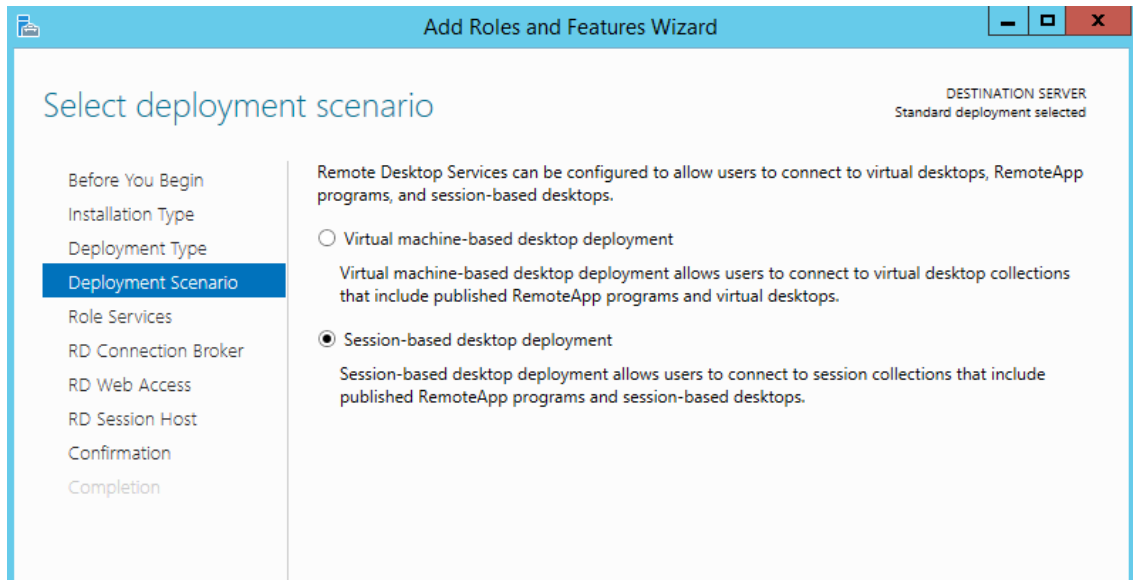 Add Roles and Features Wizard
Select deployment scenario
DESTINATION SERVER
Standard deployment selected
Before You Begin
Installation Type
Deployment Type
Deployment Scenario
Role Services
RD Connection Broker
RD Web Access
RD Session Host
Confirmation
Completion
Remote Desktop Services can be configured to allow users to connect to virtual desktops, RemoteApp
programs, and session-based desktops.
Virtual machine-based desktop deployment
Virtual machine-based desktop deployment allows users to connect to virtual desktop collections
that include published RemoteApp programs and virtual desktops.
Session-based desktop deployment
Session-based desktop deployment allows users to connect to session collections that include
published RemoteApp programs and session-based desktops.